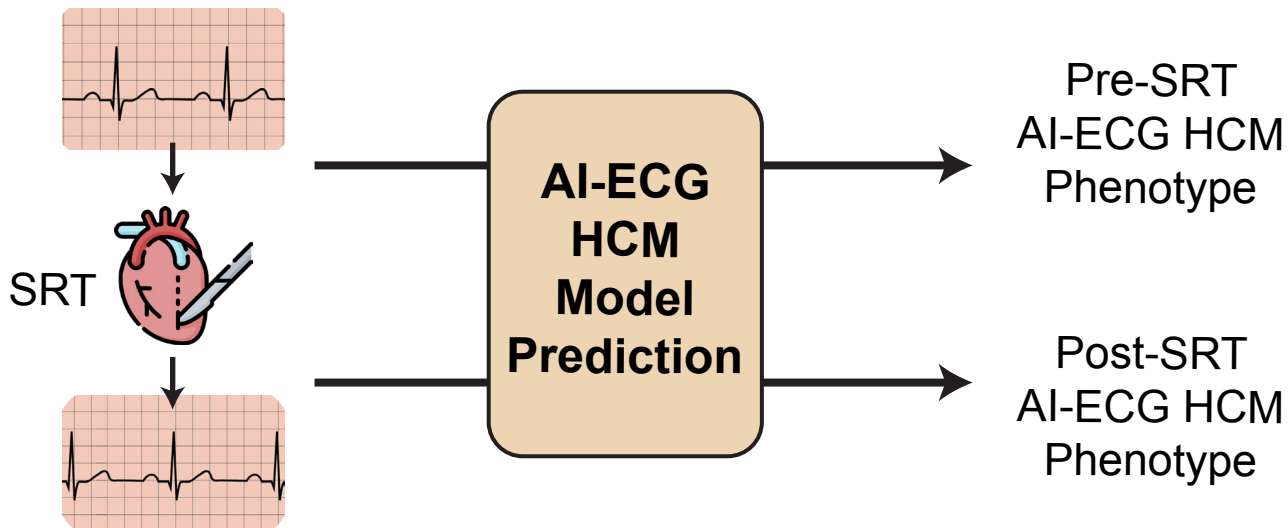 SRT
AI-ECG
HCM
Model
Prediction
Pre-SRT
AI-ECG HCM
Phenotype
Post-SRT
AI-ECG HCM
Phenotype